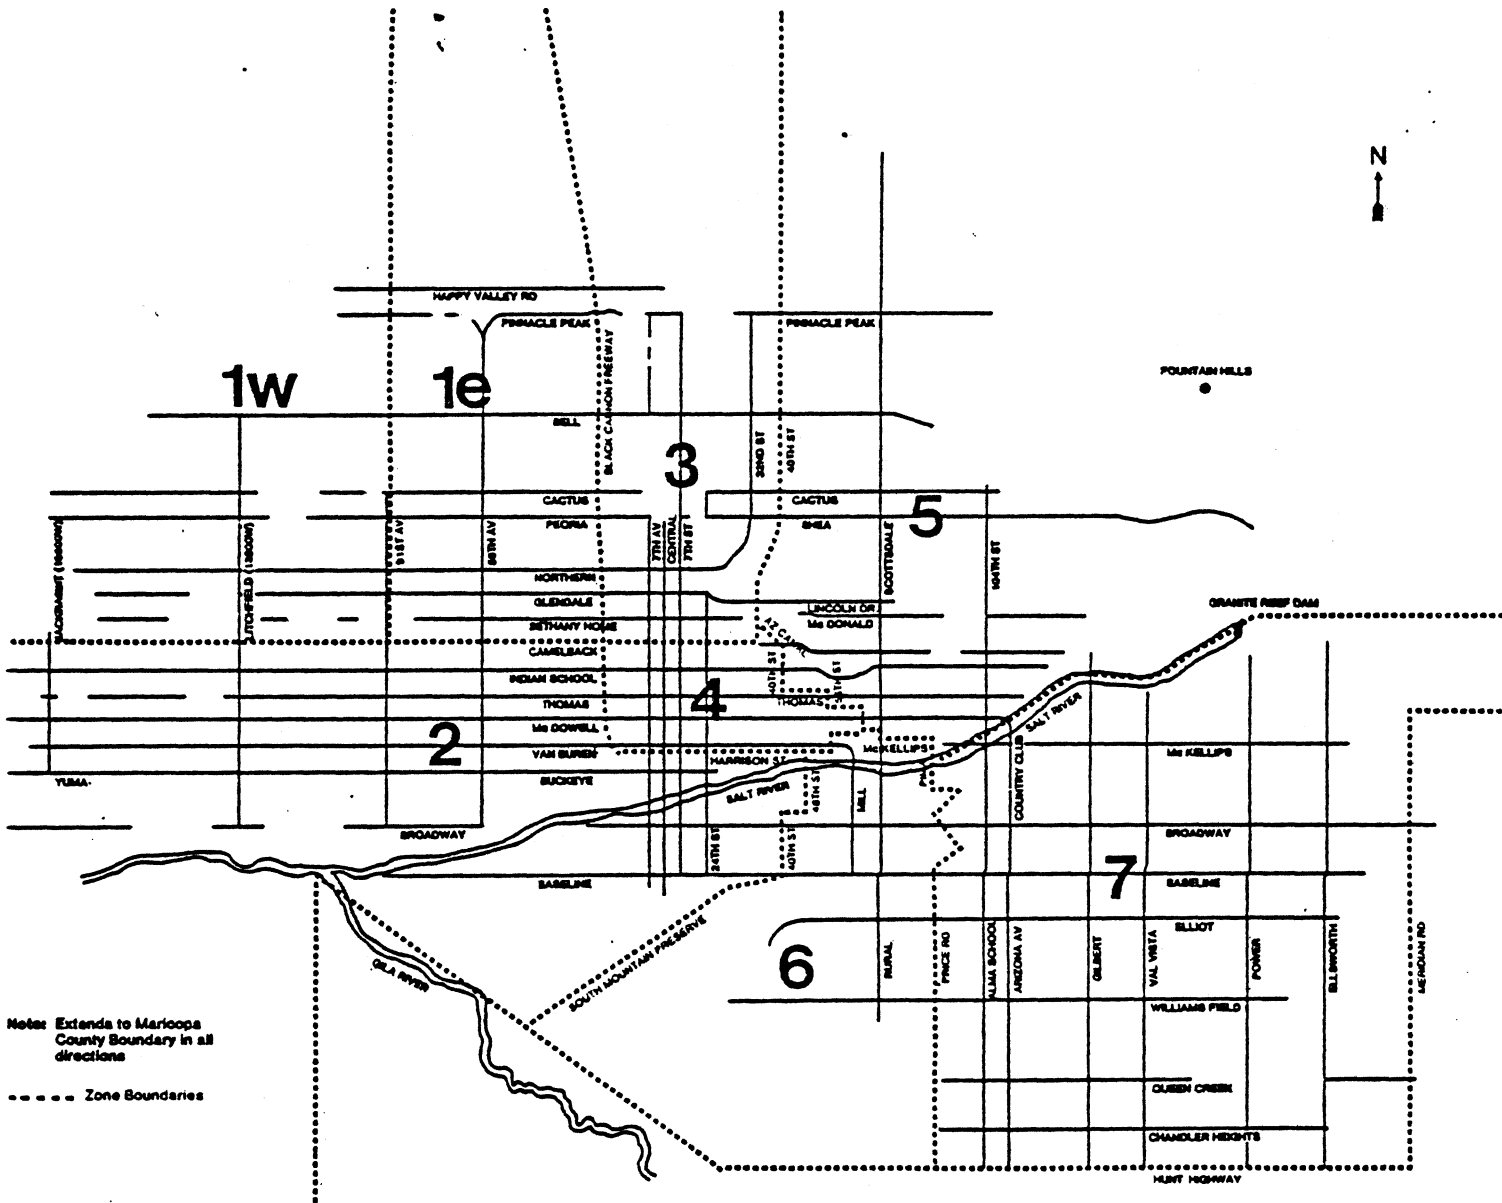 N
HAPPY VALLEY RD
PINNACLE PEAK
PINNACLE PEAK
BLACK CANYON FREEWAY
FOUNTAIN HILLS
1w
1e
BELL
3
32ND ST
40TH ST
CACTUS
CACTUS
5
PEORIA
SHEA
LITCHFIELD
91ST AV
7TH AV
CENTRAL
7TH ST
SCOTTSDALE
104TH ST
NORTHERN
GLENDALE
LINCOLN DR
GRANITE REEF DAM
BETHANY HOME
Mc DONALD
AZ CANAL
CAMELBACK
INDIAN SCHOOL
40TH ST
4
THOMAS
THOMAS
Mc DOWELL
SALT RIVER
2
VAN BUREN
Mc KELLIPS
Mc KELLIPS
HARRISON ST
YUMA
BUCKEYE
SALT RIVER
48TH ST
MILL
COUNTRY CLUB
BROADWAY
BROADWAY
24TH ST
40TH ST
7
BASELINE
BASELINE
ELLIOT
SOUTH MOUNTAIN PRESERVE
6
GILA RIVER
RURAL
PRICE RD
ALMA SCHOOL
ARIZONA AV
GILBERT
VAL VISTA
POWER
ELLSWORTH
MERIDIAN RD
WILLIAMS FIELD
Note: Extends to Maricopa
County Boundary in all
directions
Zone Boundaries
QUEEN CREEK
CHANDLER HEIGHTS
HUNT HIGHWAY